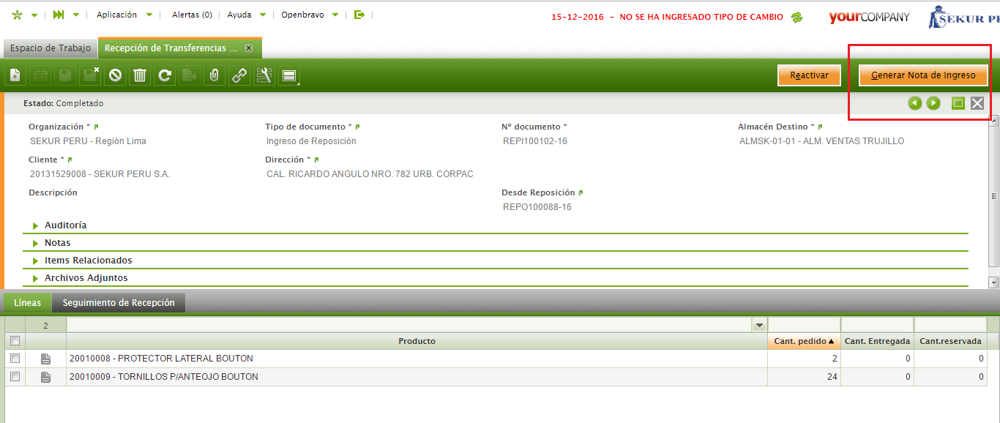 Aplicación Alertas (0) Ayuda Openbravo
15-12-2016 - NO SE HA INGRESADO TIPO DE CAMBIO yourCOMPANY SEKUR PE
Espacio de Trabajo Recepción de Transferencias ... x
Reactivar Generar Nota de Ingreso
Estado: Completado
Organización * Tipo de documento * Nº documento * Almacén Destino *
SEKUR PERU - Región Lima Ingreso de Reposición REPI100102-16 ALMSK-01-01 - ALM. VENTAS TRUJILLO
Cliente * Dirección *
20131529008 - SEKUR PERU S.A. CAL. RICARDO ANGULO NRO. 782 URB. CORPAC
Descripción Desde Reposición
REPO100088-16
Auditoría
Notas
Items Relacionados
Archivos Adjuntos
Líneas Seguimiento de Recepción
2
Producto Cant. pedido Cant. Entregada Cant.reservada
20010008 - PROTECTOR LATERAL BOUTON 2 0 0
20010009 - TORNILLOS P/ANTEOJO BOUTON 24 0 0